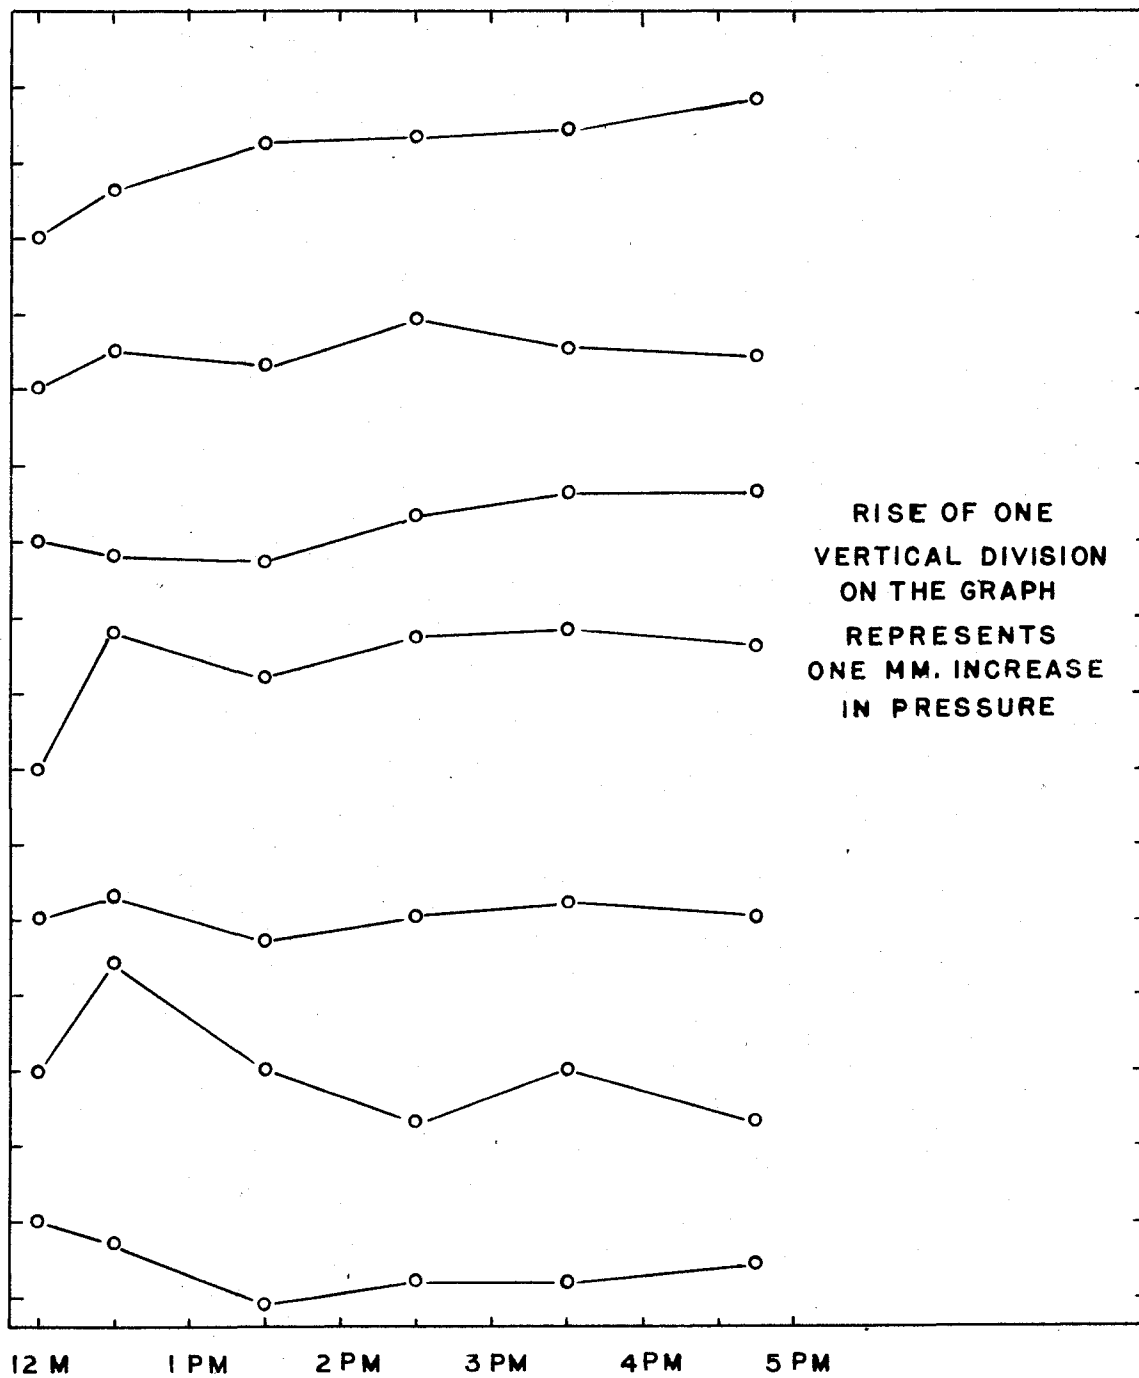 RISE OF ONE
VERTICAL DIVISION
ON THE GRAPH
REPRESENTS
ONE MM. INCREASE
IN PRESSURE
12 M 1 PM 2 PM 3 PM 4 PM 5 PM